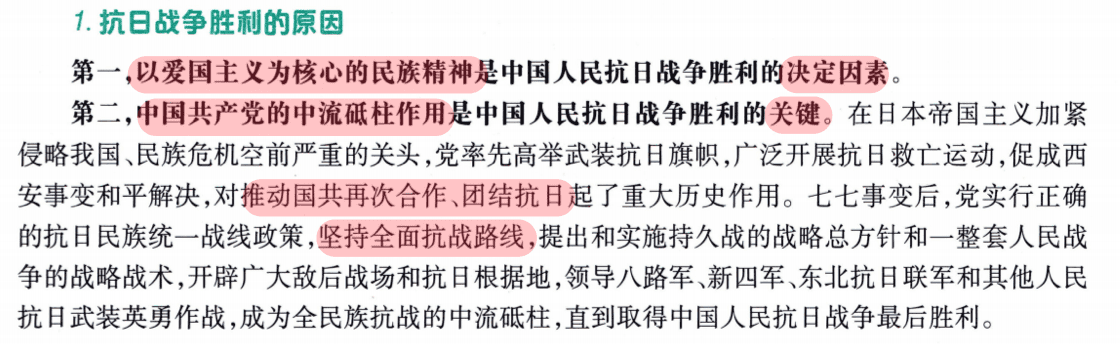 1. 抗日战争胜利的原因
第一,以爱国主义为核心的民族精神是中国人民抗日战争胜利的决定因素。
第二,中国共产党的中流砥柱作用是中国人民抗日战争胜利的关键。在日本帝国主义加紧
侵略我国、民族危机空前严重的关头,党率先高举武装抗日旗帜,广泛开展抗日救亡运动,促成西
安事变和平解决,对推动国共再次合作、团结抗日起了重大历史作用。七七事变后,党实行正确
的抗日民族统一战线政策,坚持全面抗战路线,提出和实施持久战的战略总方针和一整套人民战
争的战略战术,开辟广大敌后战场和抗日根据地,领导八路军、新四军、东北抗日联军和其他人民
抗日武装英勇作战,成为全民族抗战的中流砥柱,直到取得中国人民抗日战争最后胜利。